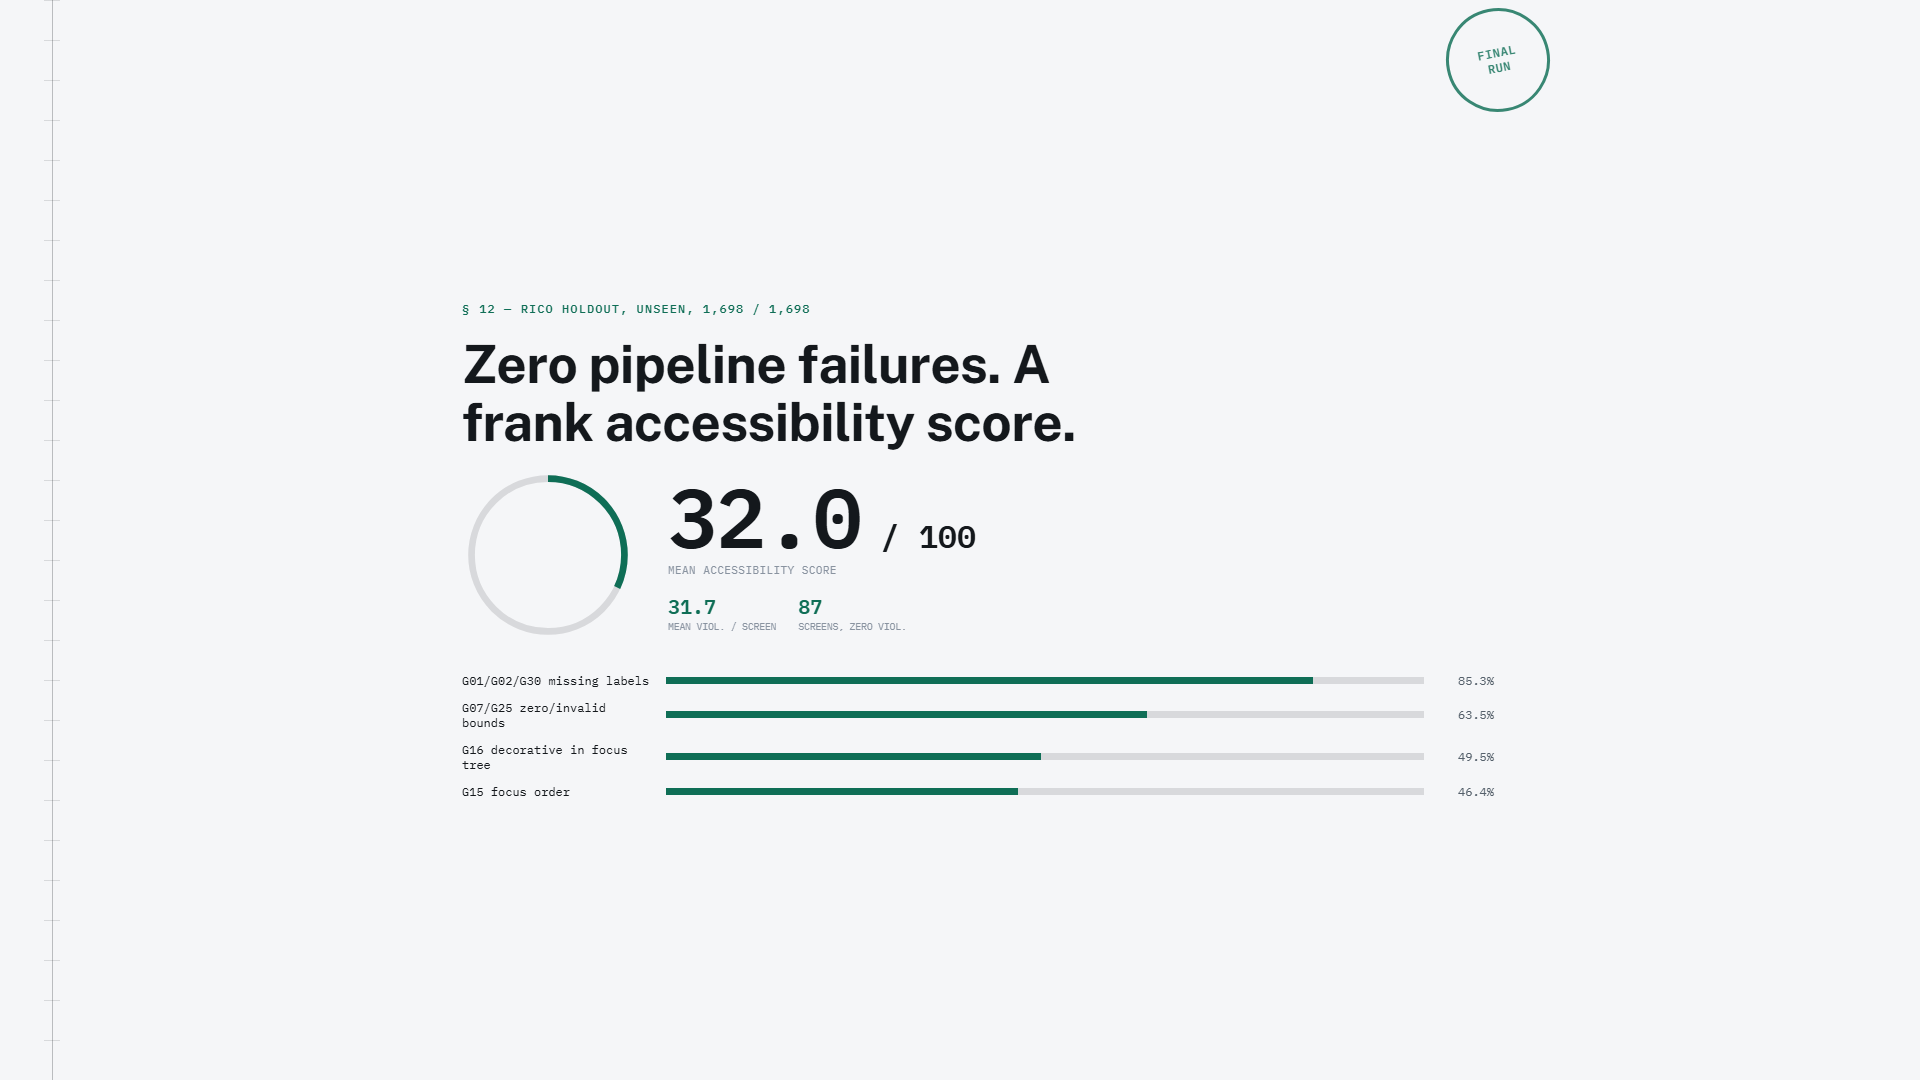 FINAL
RUN
§ 12 — RICO HOLDOUT, UNSEEN, 1,698 / 1,698
Zero pipeline failures. A
frank accessibility score.
32.0 / 100
MEAN ACCESSIBILITY SCORE
31.7
MEAN VIOL. / SCREEN
87
SCREENS, ZERO VIOL.
G01/G02/G30 missing labels
85.3%
G07/G25 zero/invalid
bounds
63.5%
G16 decorative in focus
tree
49.5%
G15 focus order
46.4%